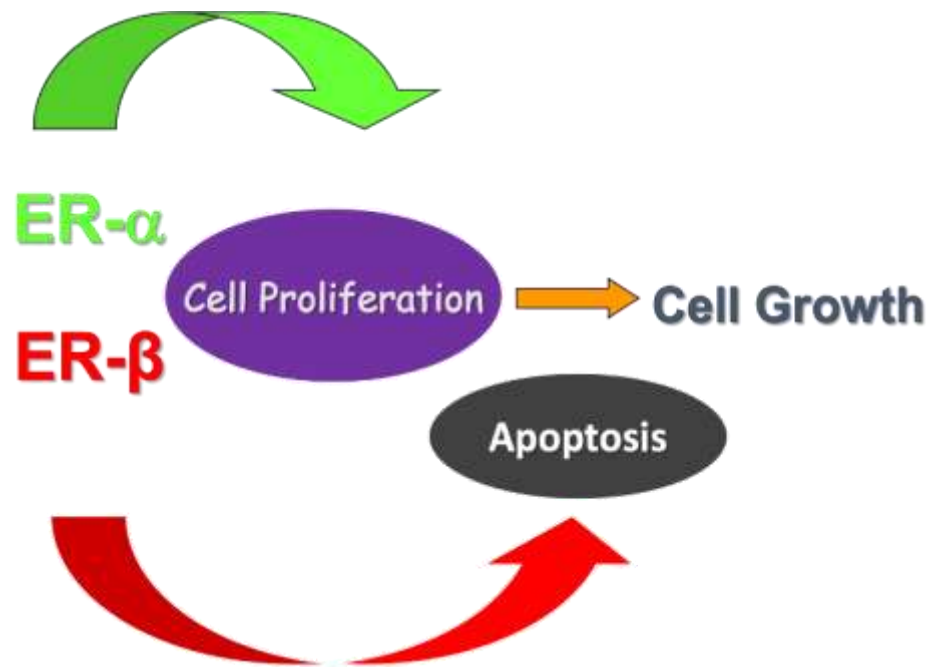 ER-α
Cell Proliferation
Cell Growth
ER-β
Apoptosis